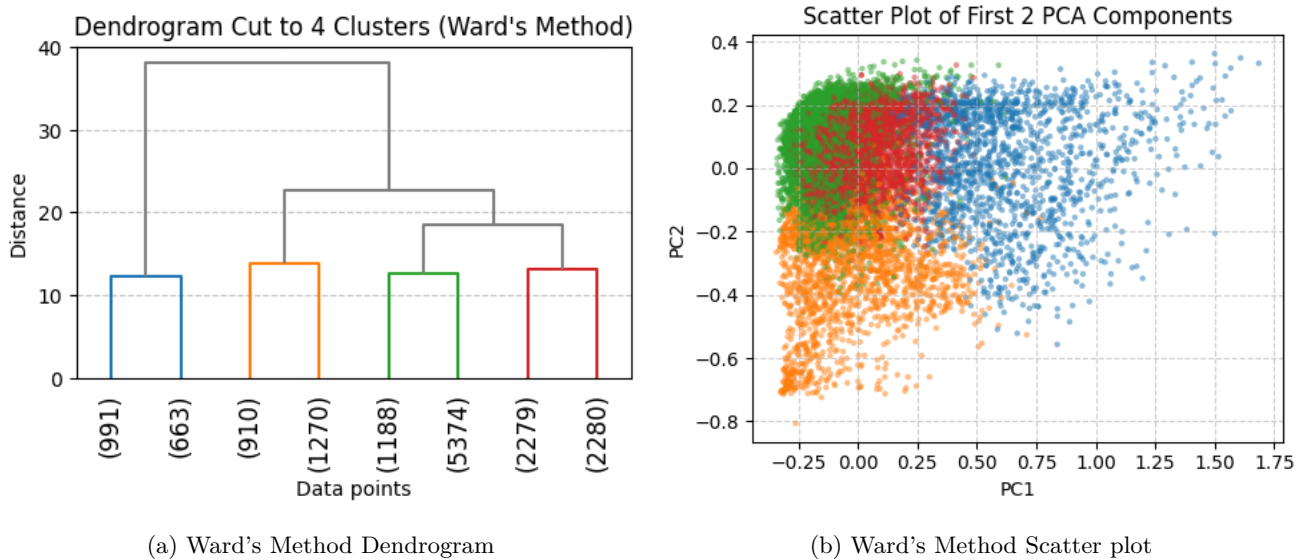 Dendrogram Cut to 4 Clusters (Ward's Method)
40
30
20
10
0
Distance
(991)
(663)
(910)
(1270)
(1188)
(5374)
(2279)
(2280)
Data points
(a) Ward's Method Dendrogram
Scatter Plot of First 2 PCA Components
0.4
0.2
0.0
−0.2
−0.4
−0.6
−0.8
PC2
−0.25 0.00 0.25 0.50 0.75 1.00 1.25 1.50 1.75
PC1
(b) Ward's Method Scatter plot